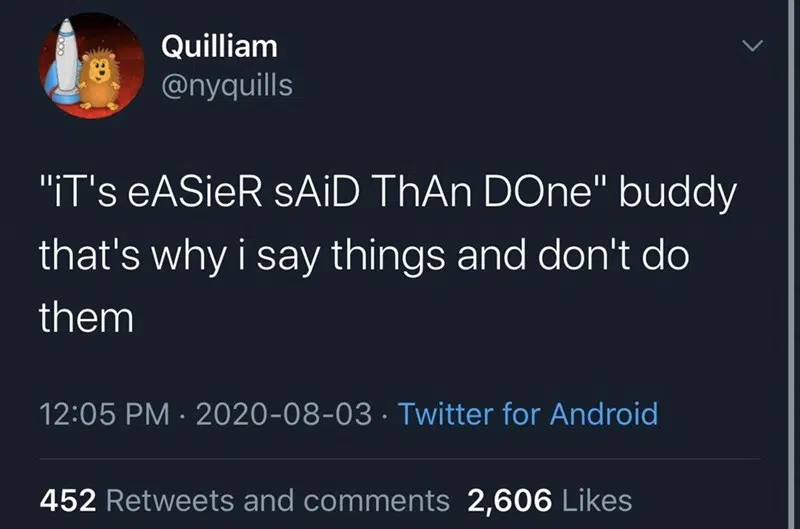 Quilliam
@nyquills
"iT's eASieR sAiD ThAn DOne" buddy
that's why i say things and don't do
them
12:05 PM · 2020-08-03 · Twitter for Android
452 Retweets and comments 2,606 Likes